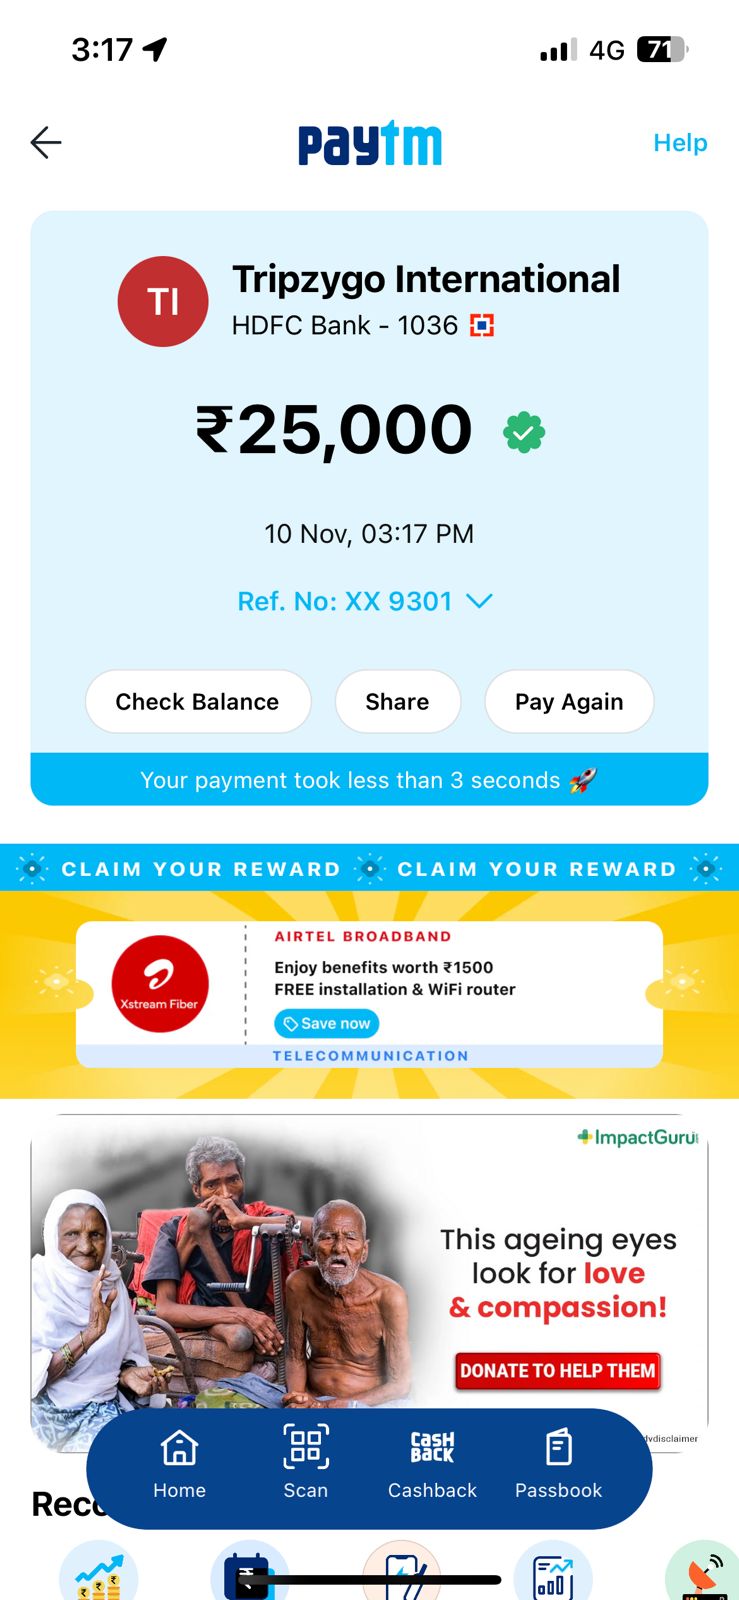 3:17
4G
71
paytm
Help
TI
Tripzygo International
HDFC Bank - 1036
₹25,000
10 Nov, 03:17 PM
Ref. No: XX 9301
Check Balance
Share
Pay Again
Your payment took less than 3 seconds 🚀
CLAIM YOUR REWARD
CLAIM YOUR REWARD
AIRTEL BROADBAND
Enjoy benefits worth ₹1500
FREE installation & WiFi router
Xstream Fiber
Save now
TELECOMMUNICATION
ImpactGuru
This ageing eyes
look for love
& compassion!
DONATE TO HELP THEM
dvdisclaimer
CASH
BACK
Home
Scan
Cashback
Passbook
Reco